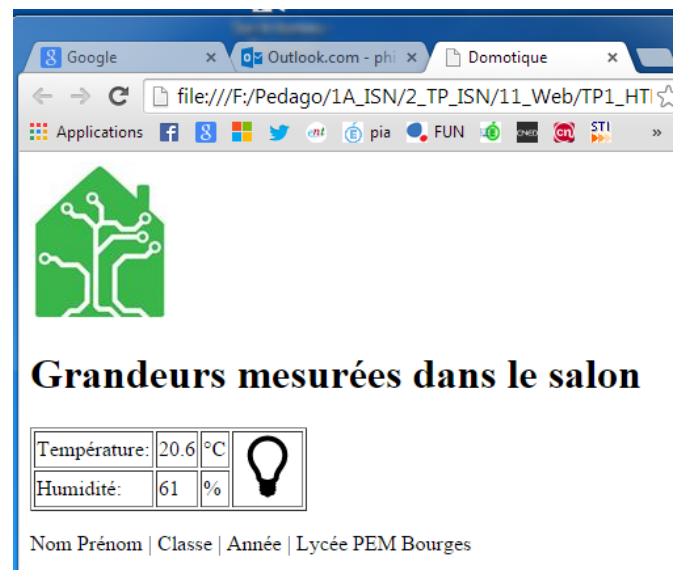 Google
Outlook.com - phi
Domotique
file:///F:/Pedago/1A_ISN/2_TP_ISN/11_Web/TP1_HTI
Applications
pia
FUN
STI
»
Grandeurs mesurées dans le salon
Température: 20.6 °C
Humidité: 61 %
Nom Prénom | Classe | Année | Lycée PEM Bourges